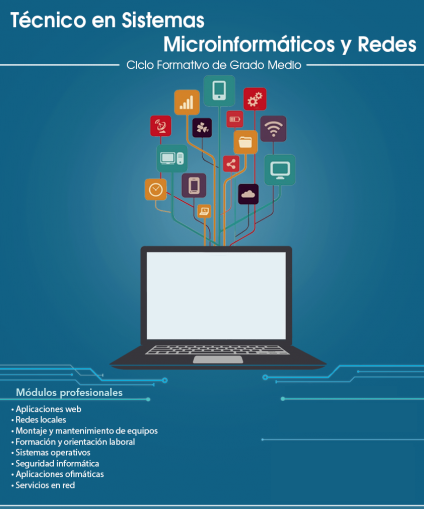 Técnico en Sistemas
Microinformáticos y Redes
Ciclo Formativo de Grado Medio
Módulos profesionales
• Aplicaciones web
• Redes locales
• Montaje y mantenimiento de equipos
• Formación y orientación laboral
• Sistemas operativos
• Seguridad informática
• Aplicaciones ofimáticas
• Servicios en red